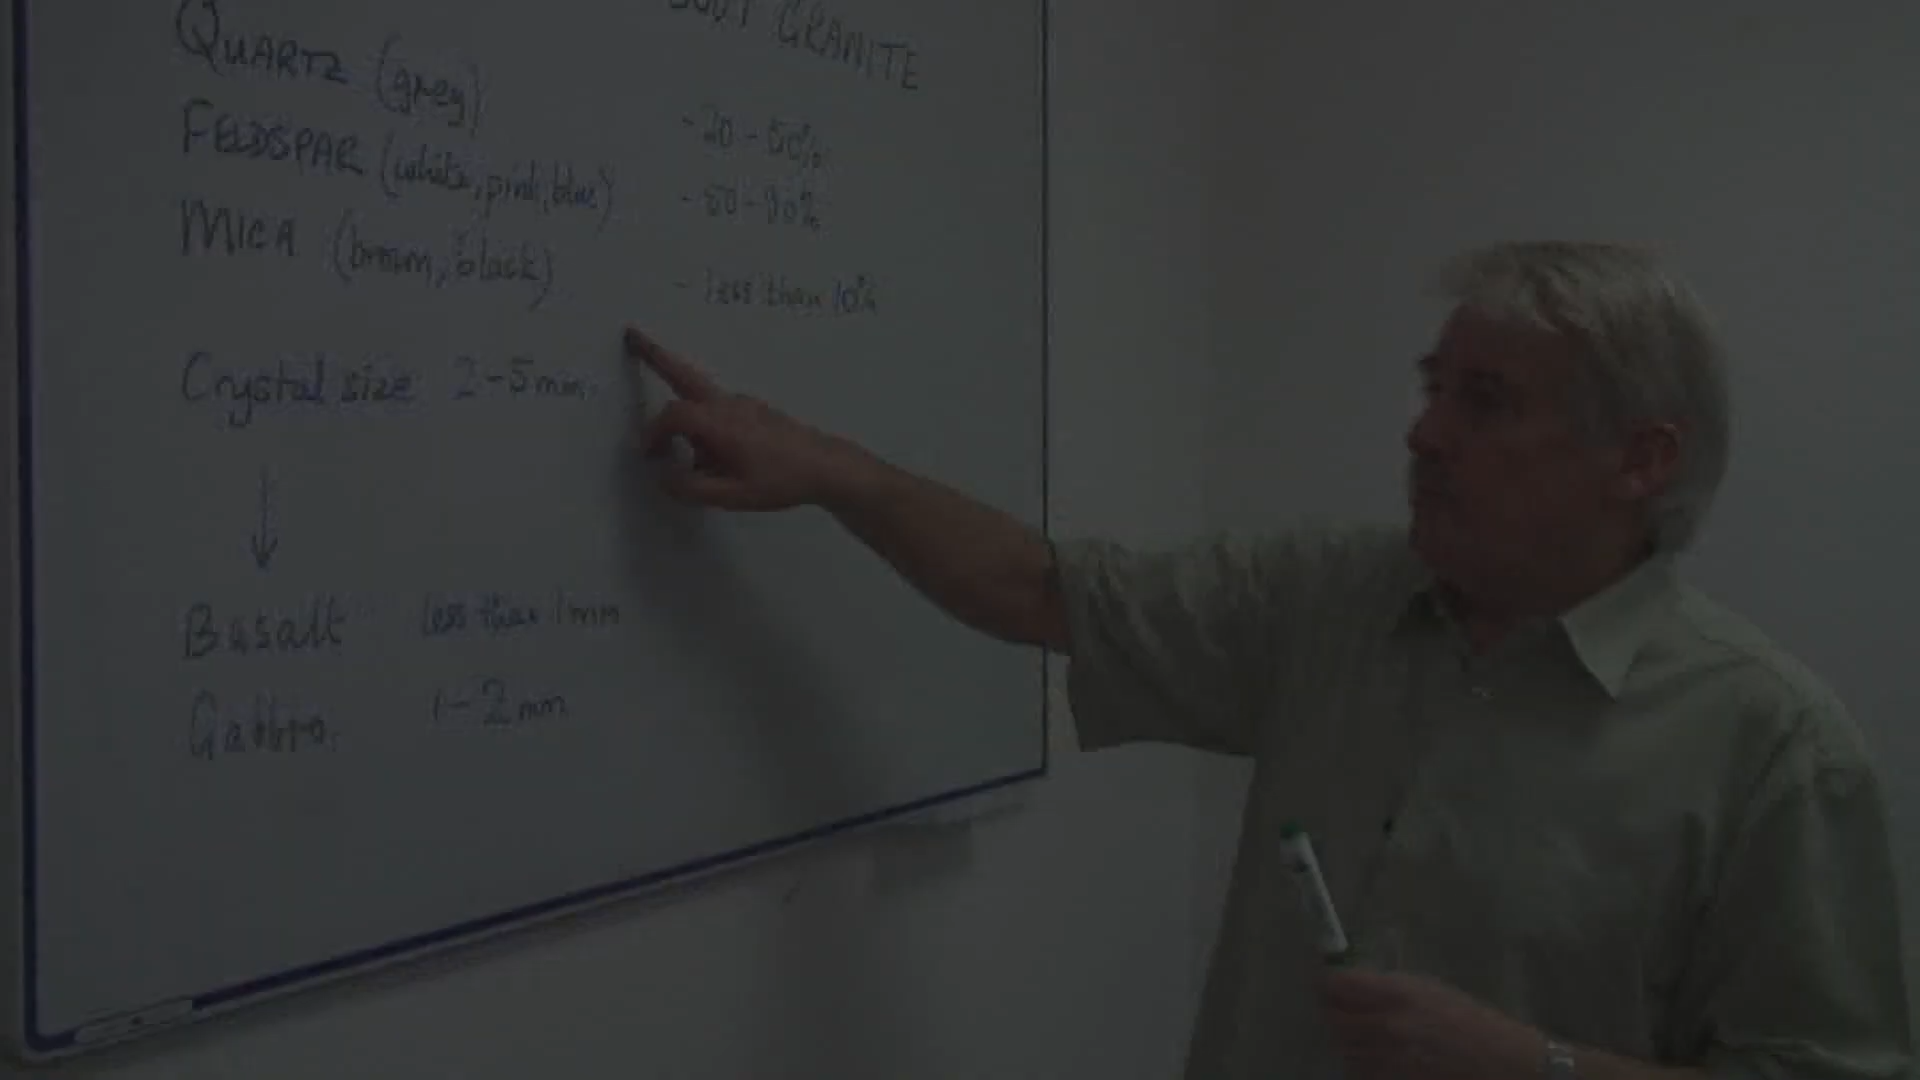 GRANITE
QUARTZ (grey) - 20 - 50%
FELDSPAR (white, pink, blue) - 50 - 90%
MICA (brown, black) - less than 10%
Crystal size 2-5mm.
↓
Basalt less than 1mm
Gabbro. 1-2mm